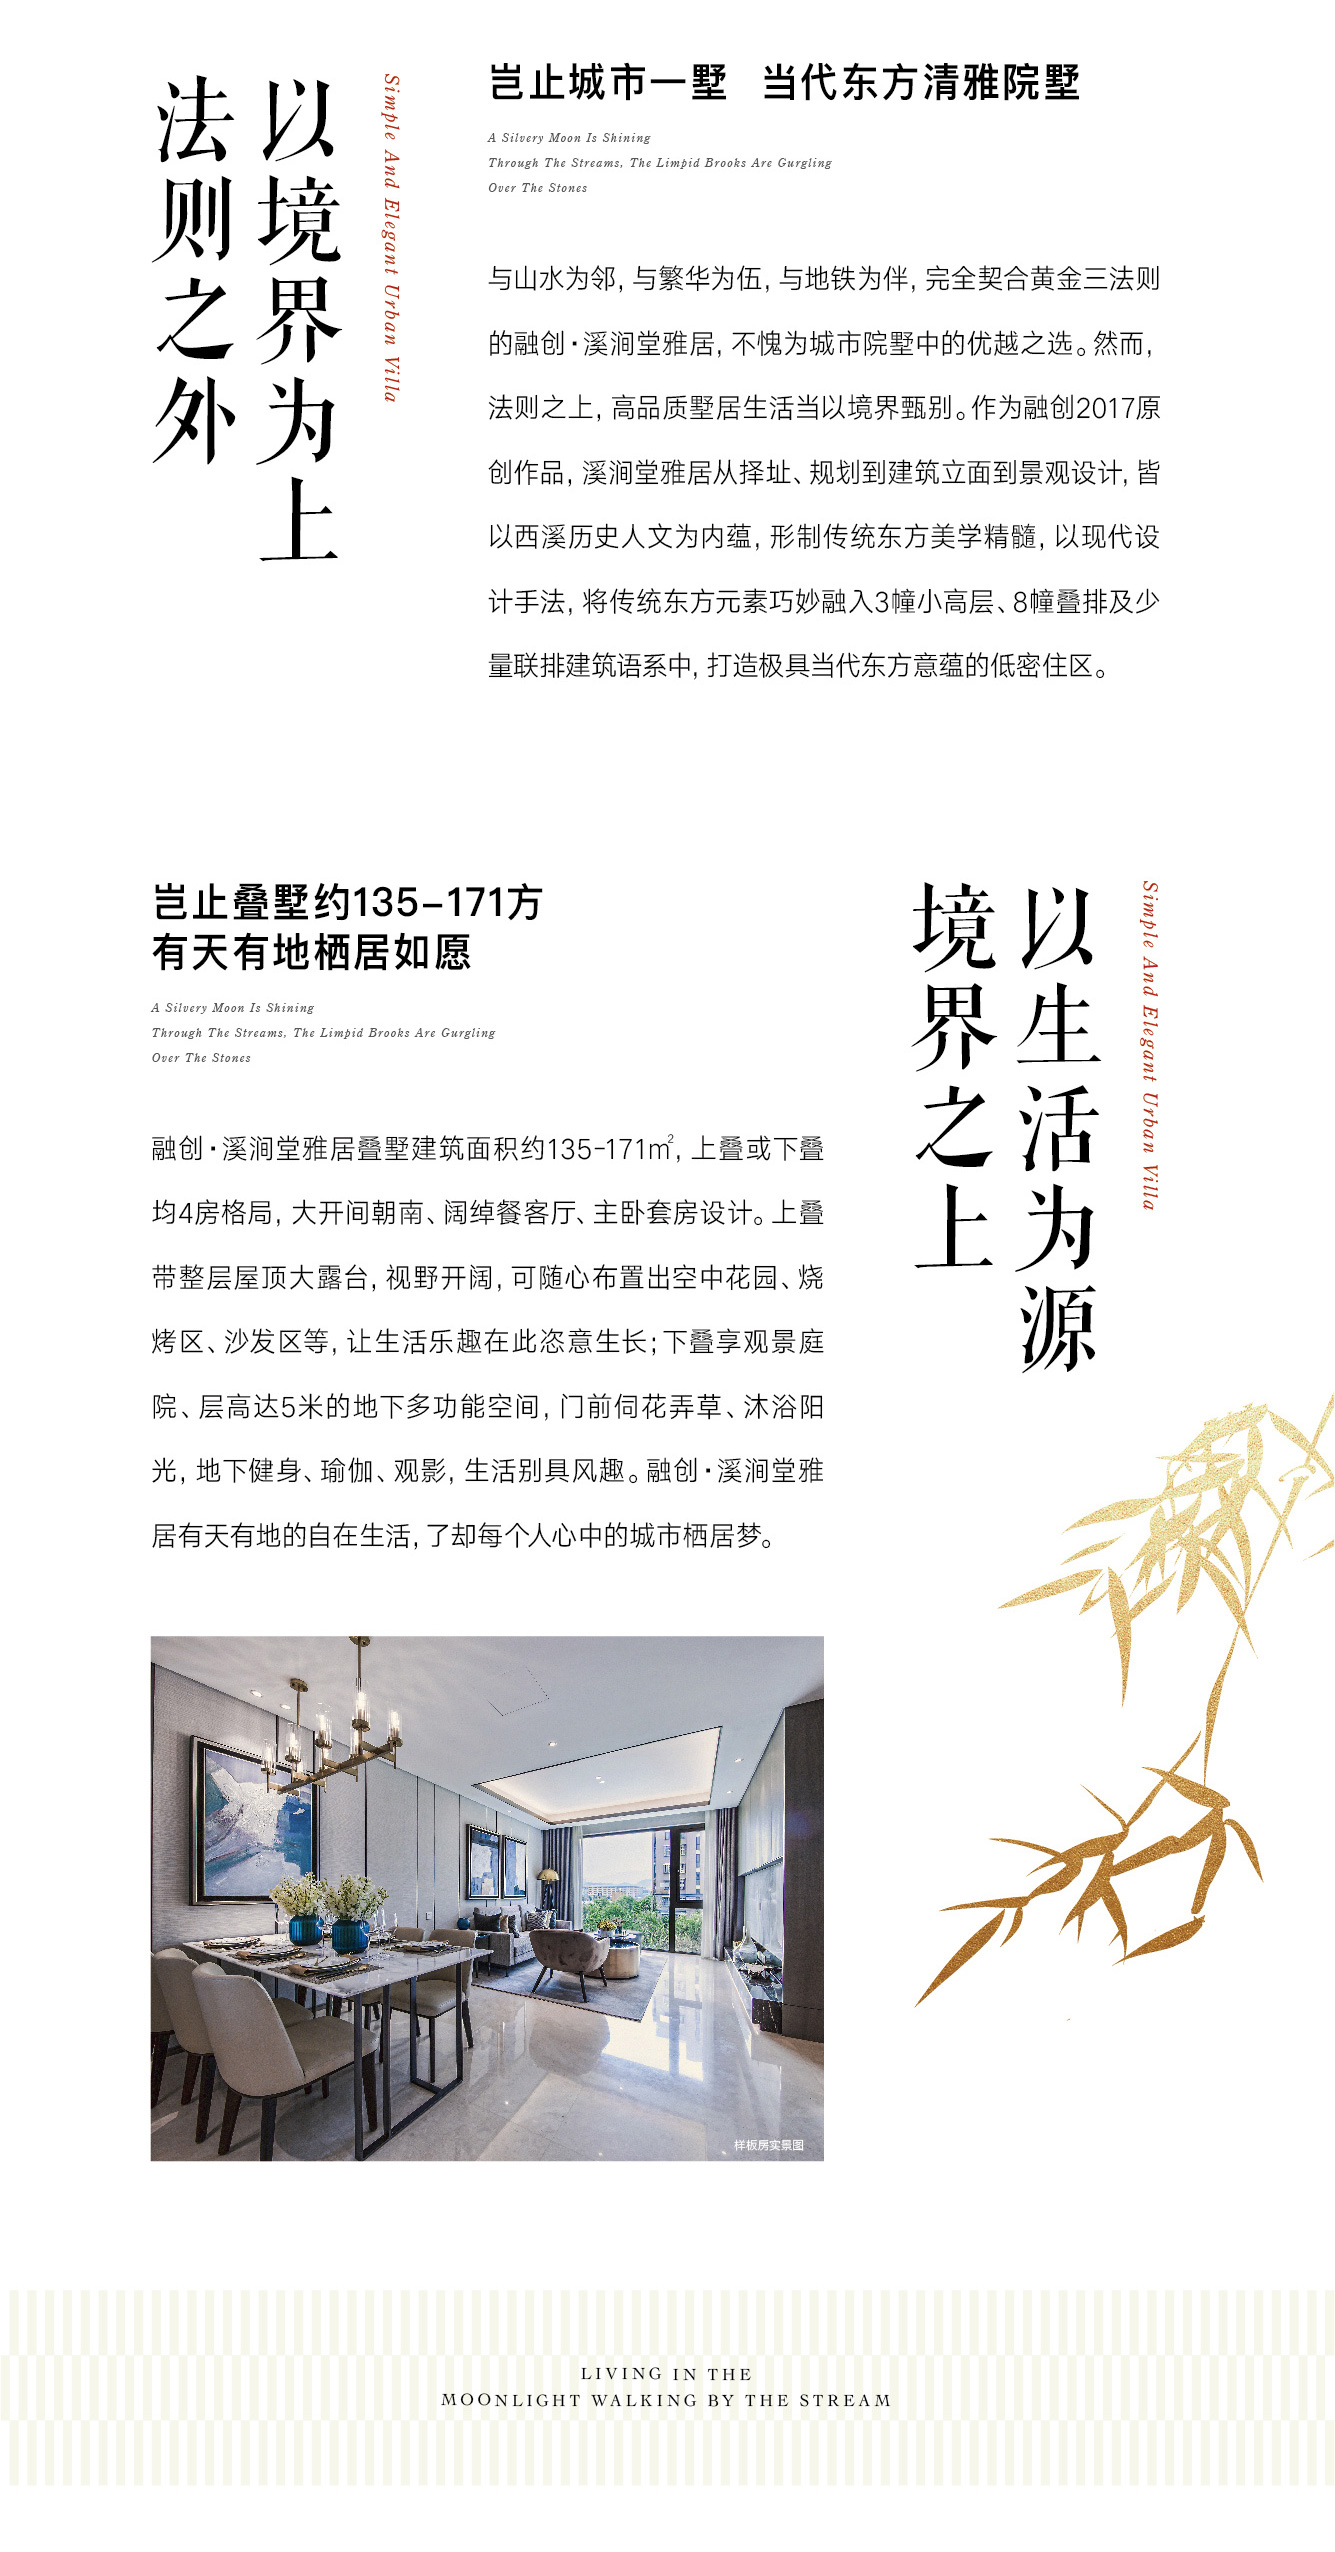 法则之外
以境界为上
Simple And Elegant Urban Villa
岂止城市一墅 当代东方清雅院墅
A Silvery Moon Is Shining
Through The Streams, The Limpid Brooks Are Gurgling
Over The Stones
与山水为邻,与繁华为伍,与地铁为伴,完全契合黄金三法则
的融创·溪涧堂雅居,不愧为城市院墅中的优越之选。然而,
法则之上,高品质墅居生活当以境界甄别。作为融创2017原
创作品,溪涧堂雅居从择址、规划到建筑立面到景观设计,皆
以西溪历史人文为内蕴,形制传统东方美学精髓,以现代设
计手法,将传统东方元素巧妙融入3幢小高层、8幢叠排及少
量联排建筑语系中,打造极具当代东方意蕴的低密住区。
境界之上
以生活为源
Simple And Elegant Urban Villa
岂止叠墅约135-171方
有天有地栖居如愿
A Silvery Moon Is Shining
Through The Streams, The Limpid Brooks Are Gurgling
Over The Stones
融创·溪涧堂雅居叠墅建筑面积约135-171㎡,上叠或下叠
均4房格局,大开间朝南、阔绰餐客厅、主卧套房设计。上叠
带整层屋顶大露台,视野开阔,可随心布置出空中花园、烧
烤区、沙发区等,让生活乐趣在此恣意生长;下叠享观景庭
院、层高达5米的地下多功能空间,门前伺花弄草、沐浴阳
光,地下健身、瑜伽、观影,生活别具风趣。融创·溪涧堂雅
居有天有地的自在生活,了却每个人心中的城市栖居梦。
样板房实景图
LIVING IN THE
MOONLIGHT WALKING BY THE STREAM